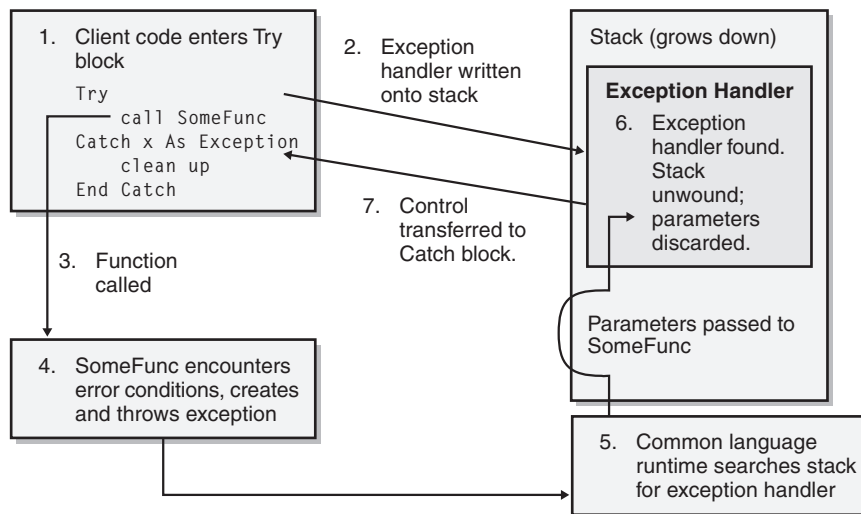 1. Client code enters Try
block
Try
call SomeFunc
Catch x As Exception
clean up
End Catch
2. Exception
handler written
onto stack
3. Function
called
4. SomeFunc encounters
error conditions, creates
and throws exception
5. Common language
runtime searches stack
for exception handler
Stack (grows down)
Exception Handler
6. Exception
handler found.
Stack
unwound;
parameters
discarded.
7. Control
transferred to
Catch block.
Parameters passed to
SomeFunc